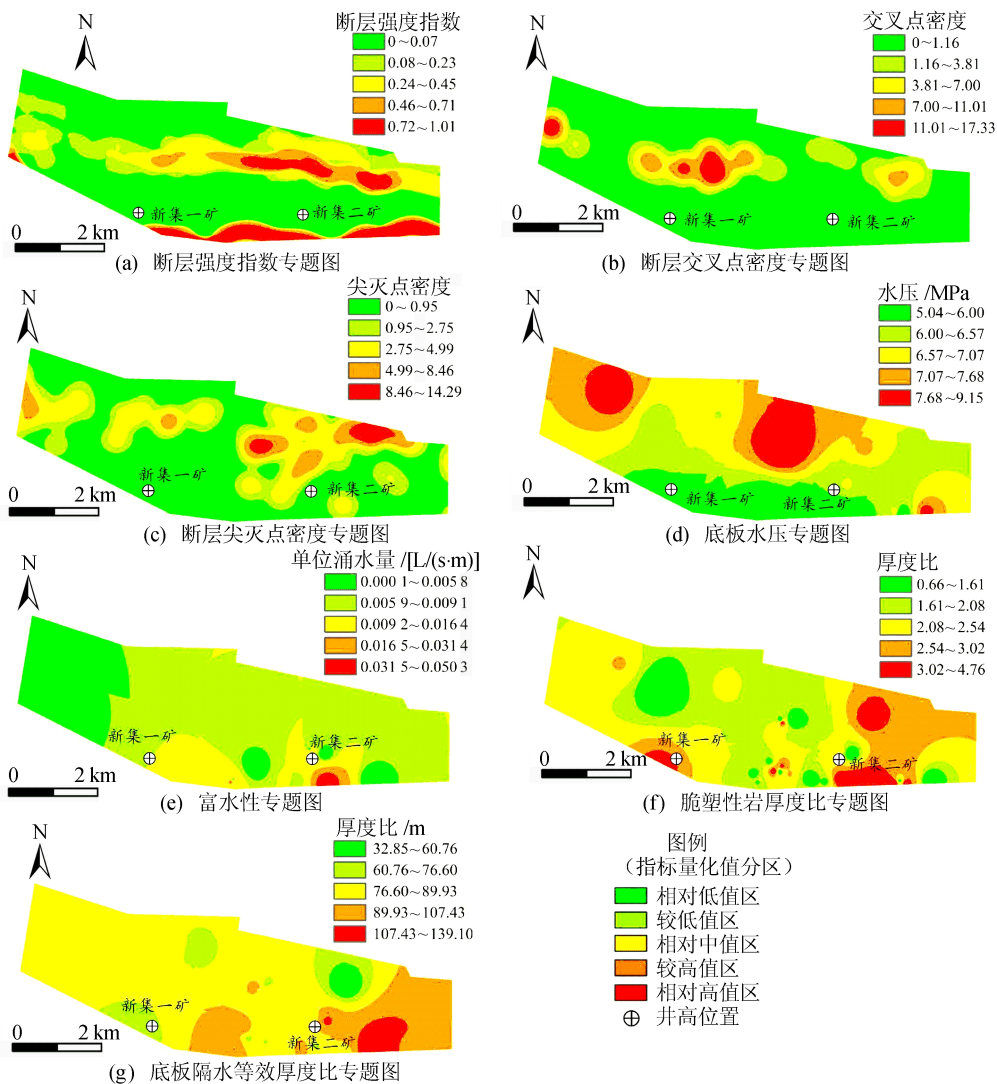 N
断层强度指数
0～0.07
0.08～0.23
0.24～0.45
0.46～0.71
0.72～1.01
新集一矿
新集二矿
0 2 km
(a) 断层强度指数专题图
N
交叉点密度
0~1.16
1.16~3.81
3.81~7.00
7.00~11.01
11.01~17.33
新集一矿
新集二矿
0 2 km
(b) 断层交叉点密度专题图
N
尖灭点密度
0～0.95
0.95~2.75
2.75~4.99
4.99~8.46
8.46~14.29
新集一矿
新集二矿
0 2 km
(c) 断层尖灭点密度专题图
N
水压 /MPa
5.04~6.00
6.00~6.57
6.57~7.07
7.07~7.68
7.68~9.15
新集一矿
新集二矿
0 2 km
(d) 底板水压专题图
N
单位涌水量 /[L/(s·m)]
0.000 1～0.005 8
0.005 9～0.009 1
0.009 2～0.016 4
0.016 5～0.031 4
0.031 5～0.050 3
新集一矿
新集二矿
0 2 km
(e) 富水性专题图
N
厚度比
0.66~1.61
1.61~2.08
2.08~2.54
2.54~3.02
3.02~4.76
新集一矿
新集二矿
0 2 km
(f) 脆塑性岩厚度比专题图
N
厚度比 /m
32.85~60.76
60.76~76.60
76.60~89.93
89.93~107.43
107.43~139.10
新集一矿
新集二矿
0 2 km
(g) 底板隔水等效厚度比专题图
图例
（指标量化值分区）
相对低值区
较低值区
相对中值区
较高值区
相对高值区
井高位置